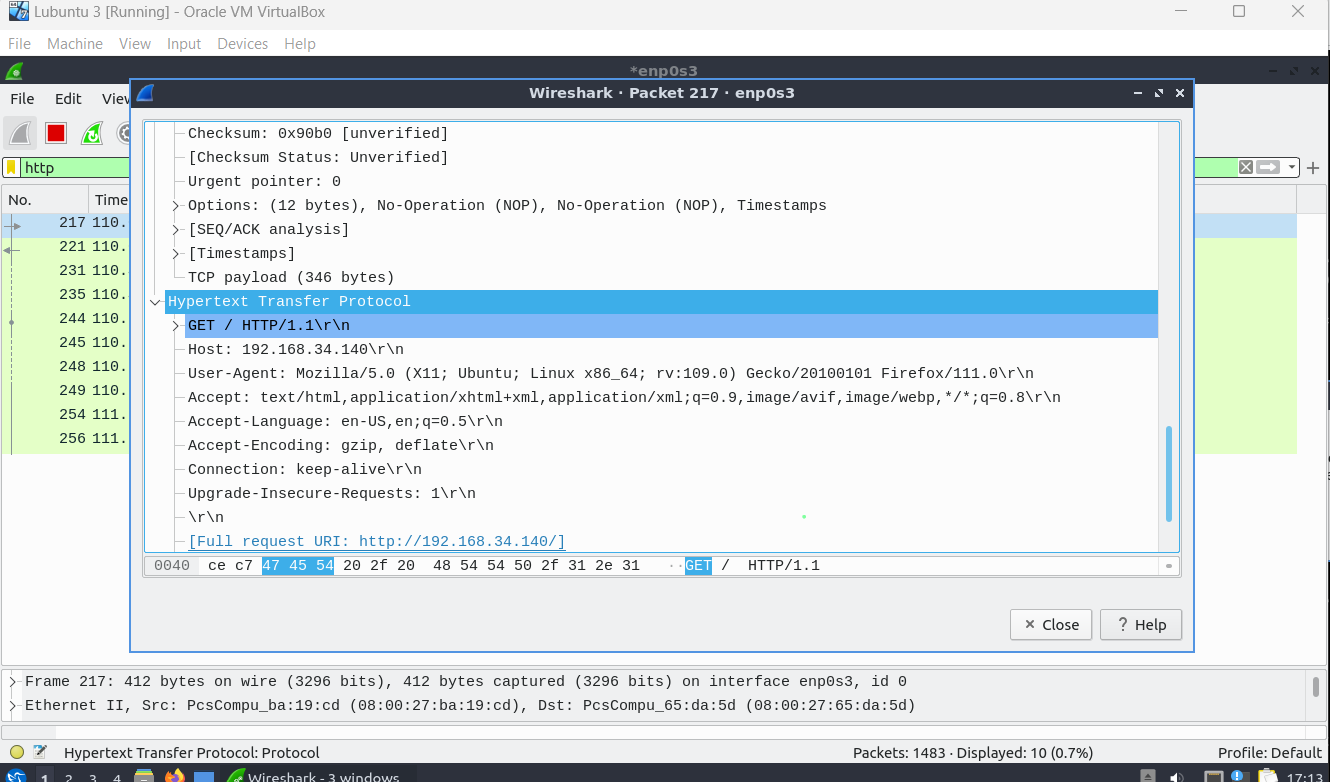 Lubuntu 3 [Running] - Oracle VM VirtualBox
File Machine View Input Devices Help
*enp0s3
File Edit View
Wireshark · Packet 217 · enp0s3
Checksum: 0x90b0 [unverified]
[Checksum Status: Unverified]
Urgent pointer: 0
Options: (12 bytes), No-Operation (NOP), No-Operation (NOP), Timestamps
[SEQ/ACK analysis]
[Timestamps]
TCP payload (346 bytes)
Hypertext Transfer Protocol
GET / HTTP/1.1\r\n
Host: 192.168.34.140\r\n
User-Agent: Mozilla/5.0 (X11; Ubuntu; Linux x86_64; rv:109.0) Gecko/20100101 Firefox/111.0\r\n
Accept: text/html,application/xhtml+xml,application/xml;q=0.9,image/avif,image/webp,*/*;q=0.8\r\n
Accept-Language: en-US,en;q=0.5\r\n
Accept-Encoding: gzip, deflate\r\n
Connection: keep-alive\r\n
Upgrade-Insecure-Requests: 1\r\n
\r\n
[Full request URI: http://192.168.34.140/]
0040 ce c7 47 45 54 20 2f 20 48 54 54 50 2f 31 2e 31 ··GET / HTTP/1.1
Close Help
http
No. Time
217 110.
221 110.
231 110.
235 110.
244 110.
245 110.
248 110.
249 110.
254 111.
256 111.
Frame 217: 412 bytes on wire (3296 bits), 412 bytes captured (3296 bits) on interface enp0s3, id 0
Ethernet II, Src: PcsCompu_ba:19:cd (08:00:27:ba:19:cd), Dst: PcsCompu_65:da:5d (08:00:27:65:da:5d)
Hypertext Transfer Protocol: Protocol Packets: 1483 · Displayed: 10 (0.7%) Profile: Default
1 2 3 4 Wireshark - 3 windows 17:13